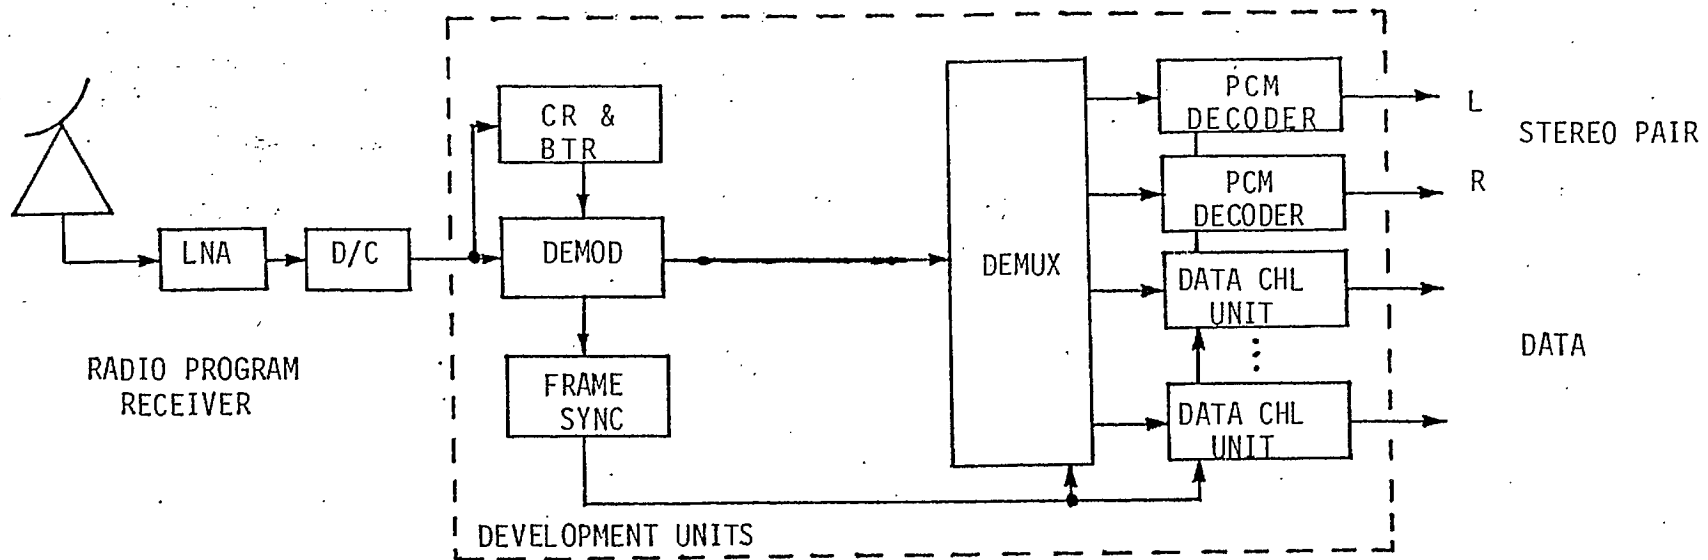 CR &
BTR
PCM
DECODER
L
STEREO PAIR
PCM
DECODER
R
LNA
D/C
DEMOD
DEMUX
DATA CHL
UNIT
DATA
RADIO PROGRAM
RECEIVER
FRAME
SYNC
DATA CHL
UNIT
DEVELOPMENT UNITS